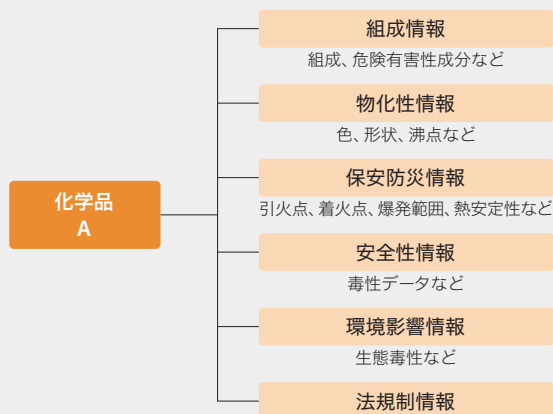 組成情報
組成、危険有害性成分など
物化性情報
色、形状、沸点など
保安防災情報
引火点、着火点、爆発範囲、熱安定性など
化学品
A
安全性情報
毒性データなど
環境影響情報
生態毒性など
法規制情報